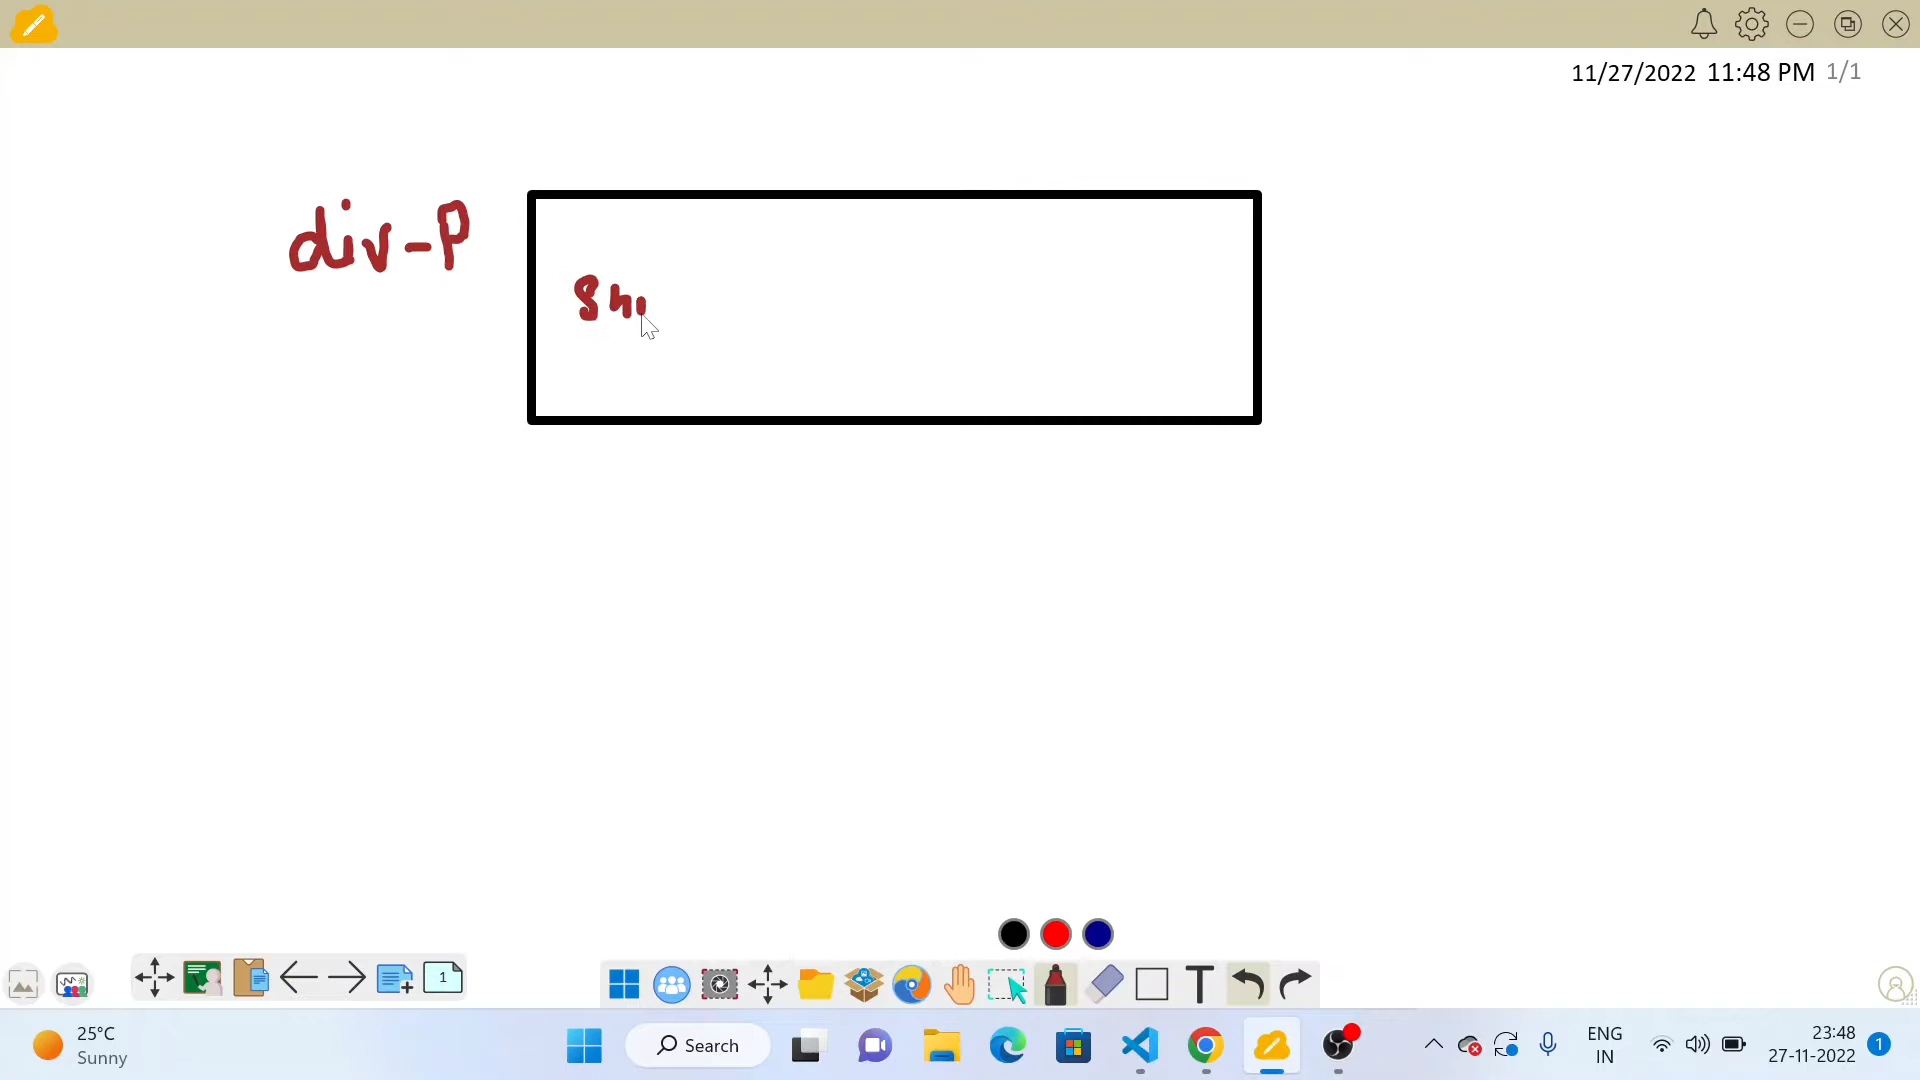 11/27/2022 11:48 PM 1/1
div-P
1
25°C
Sunny
Search
ENG
IN
23:48
27-11-2022
1